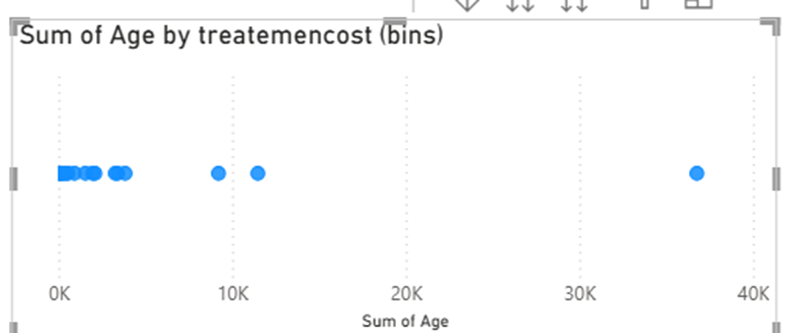 Sum of Age by treatemencost (bins)
0K 10K 20K 30K 40K
Sum of Age